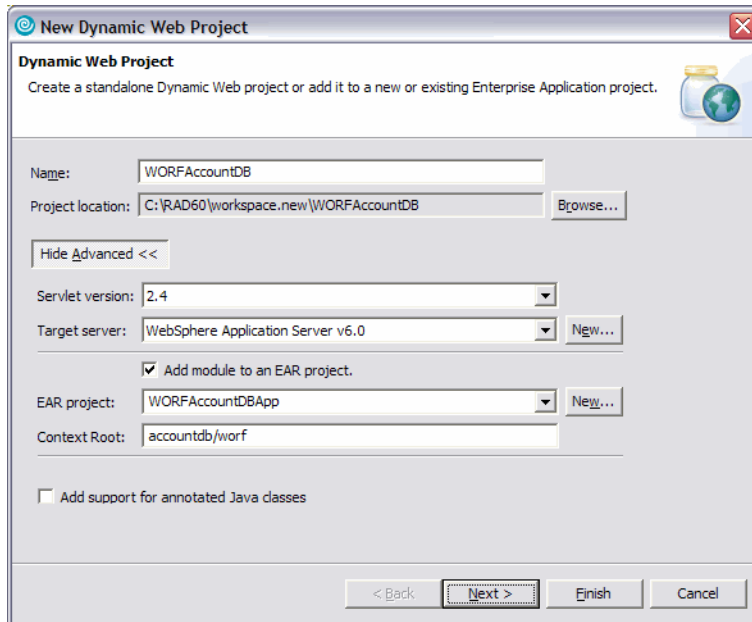 New Dynamic Web Project
Dynamic Web Project
Create a standalone Dynamic Web project or add it to a new or existing Enterprise Application project.
Name: WORFAccountDB
Project location: C:\RAD60\workspace.new\WORFAccountDB Browse...
Hide Advanced <<
Servlet version: 2.4
Target server: WebSphere Application Server v6.0 New...
Add module to an EAR project.
EAR project: WORFAccountDBApp New...
Context Root: accountdb/worf
Add support for annotated Java classes
< Back Next > Finish Cancel